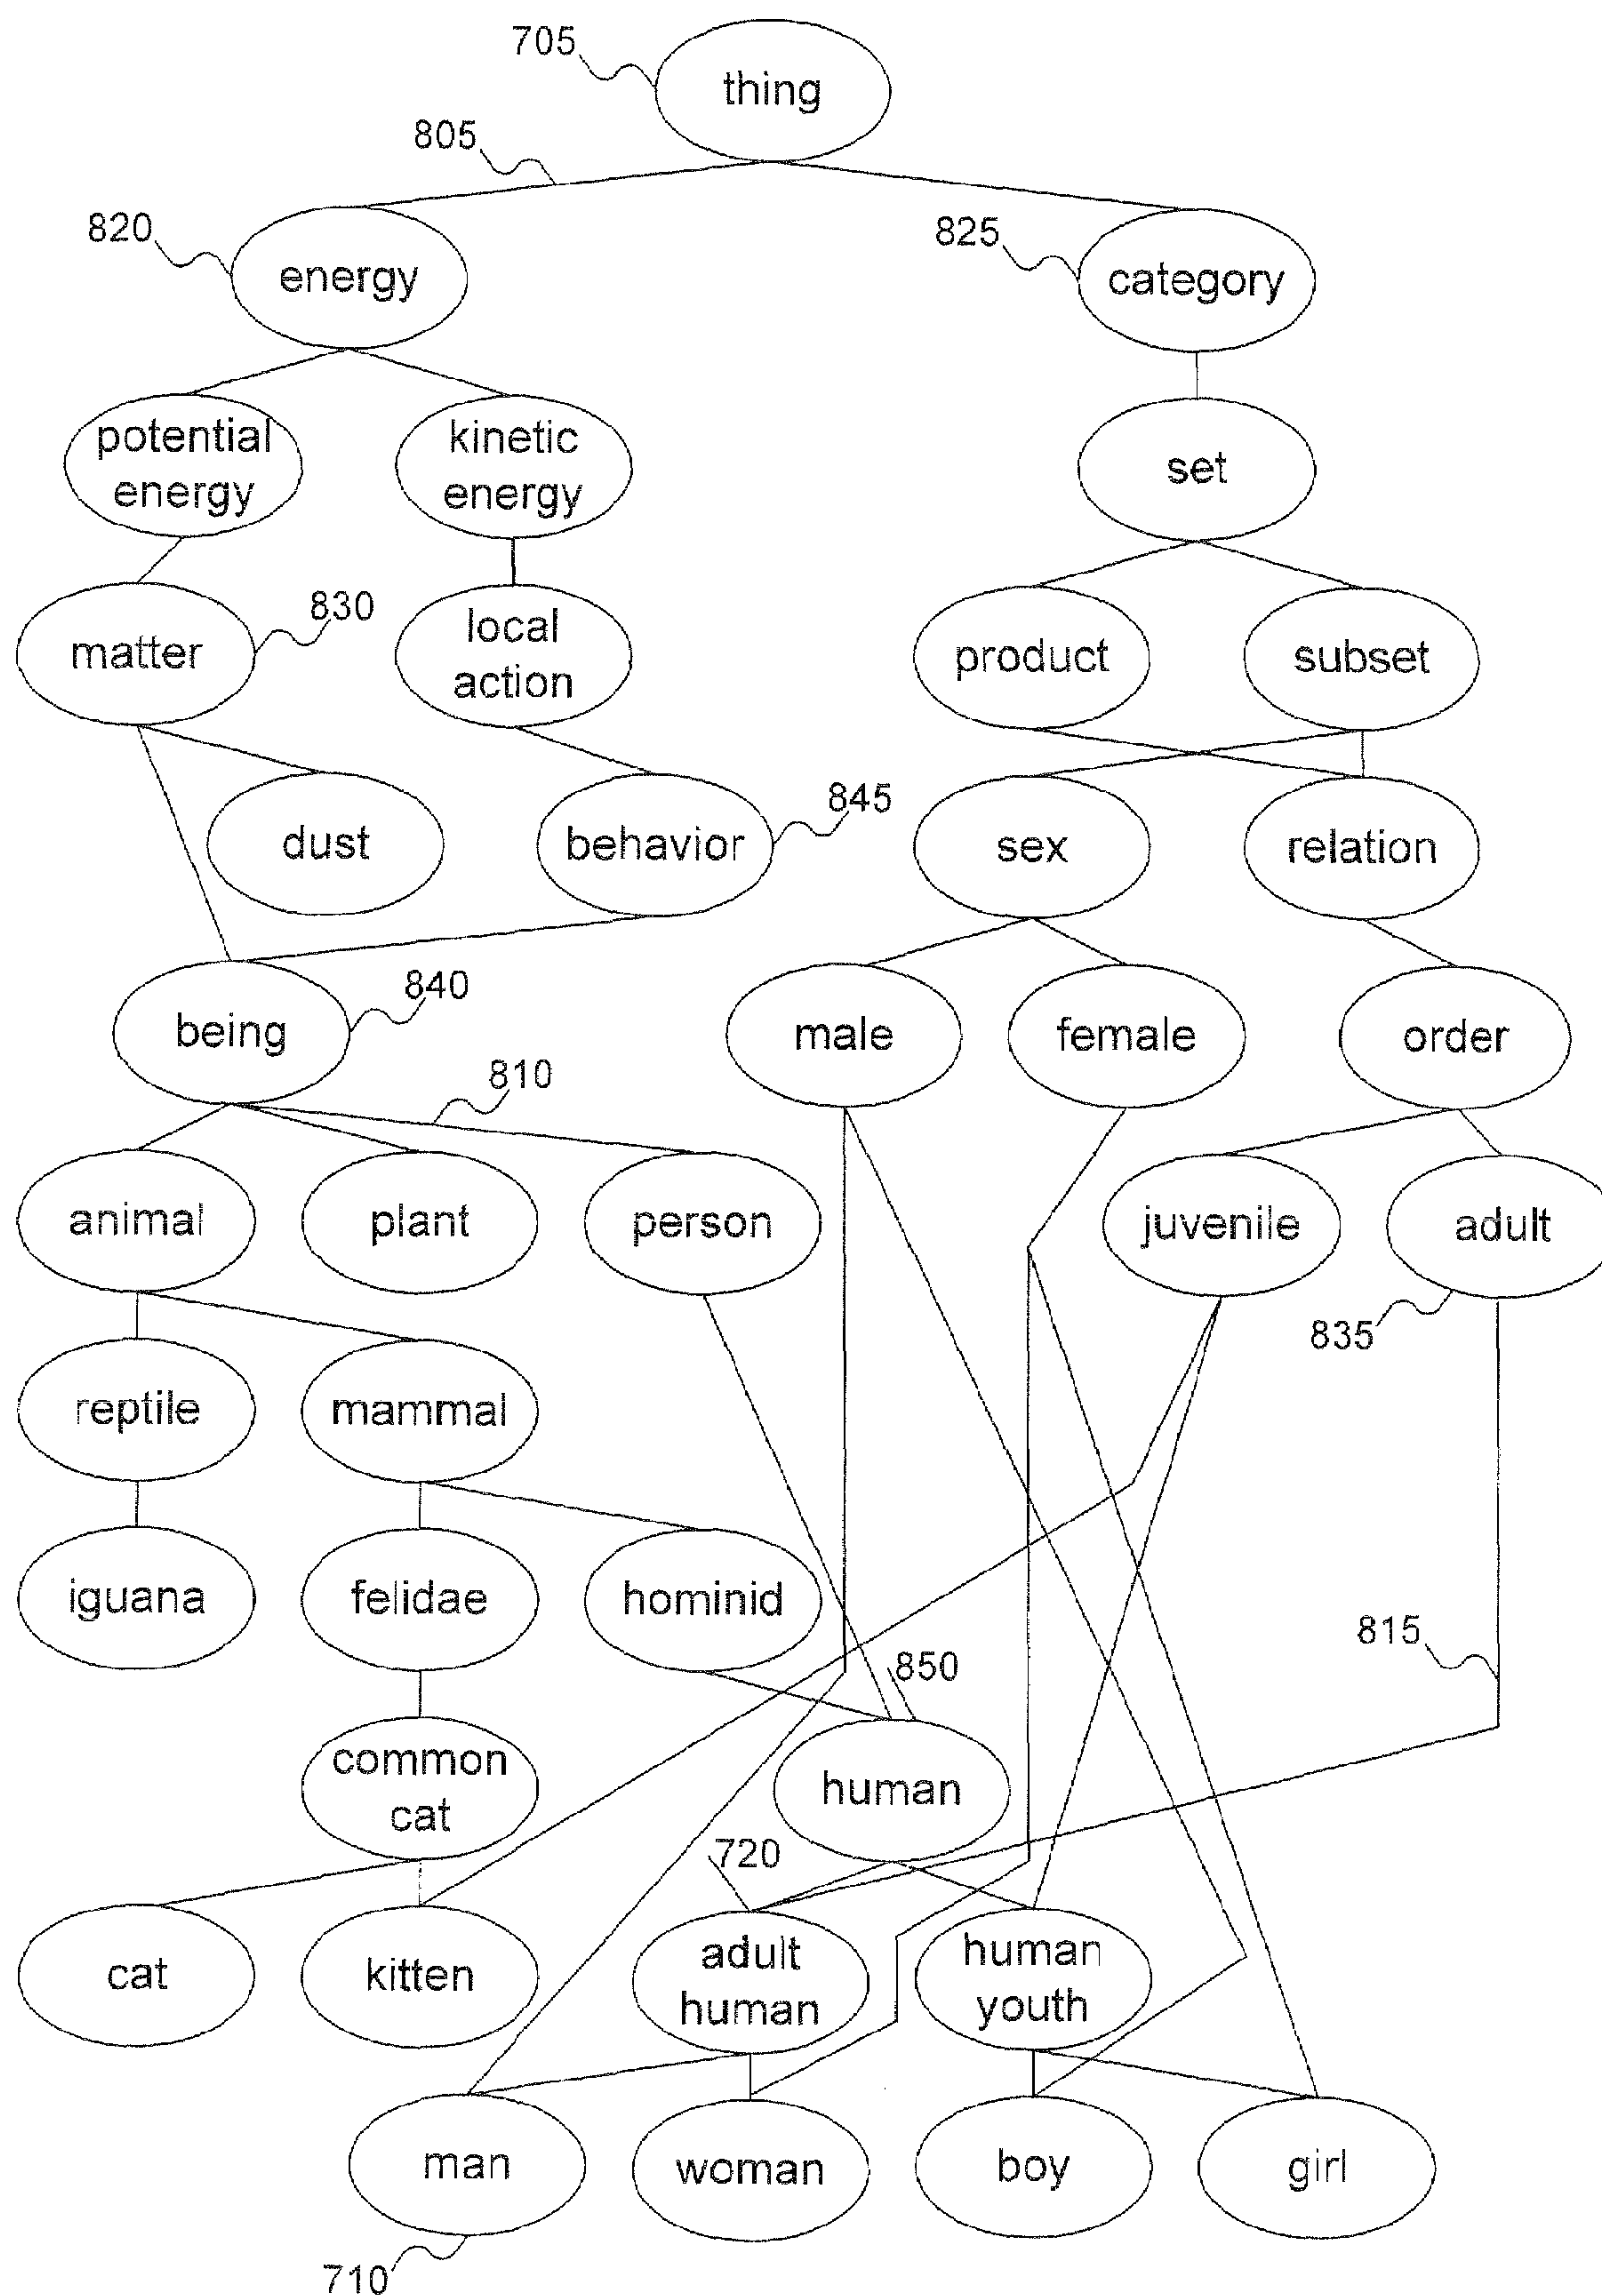 705
thing
805
820
825
energy
category
potential
energy
kinetic
energy
set
830
matter
local
action
product
subset
845
dust
behavior
sex
relation
840
being
male
female
order
810
animal
plant
person
juvenile
adult
835
reptile
mammal
iguana
felidae
hominid
815
850
common
cat
human
720
cat
kitten
adult
human
human
youth
man
woman
boy
girl
710